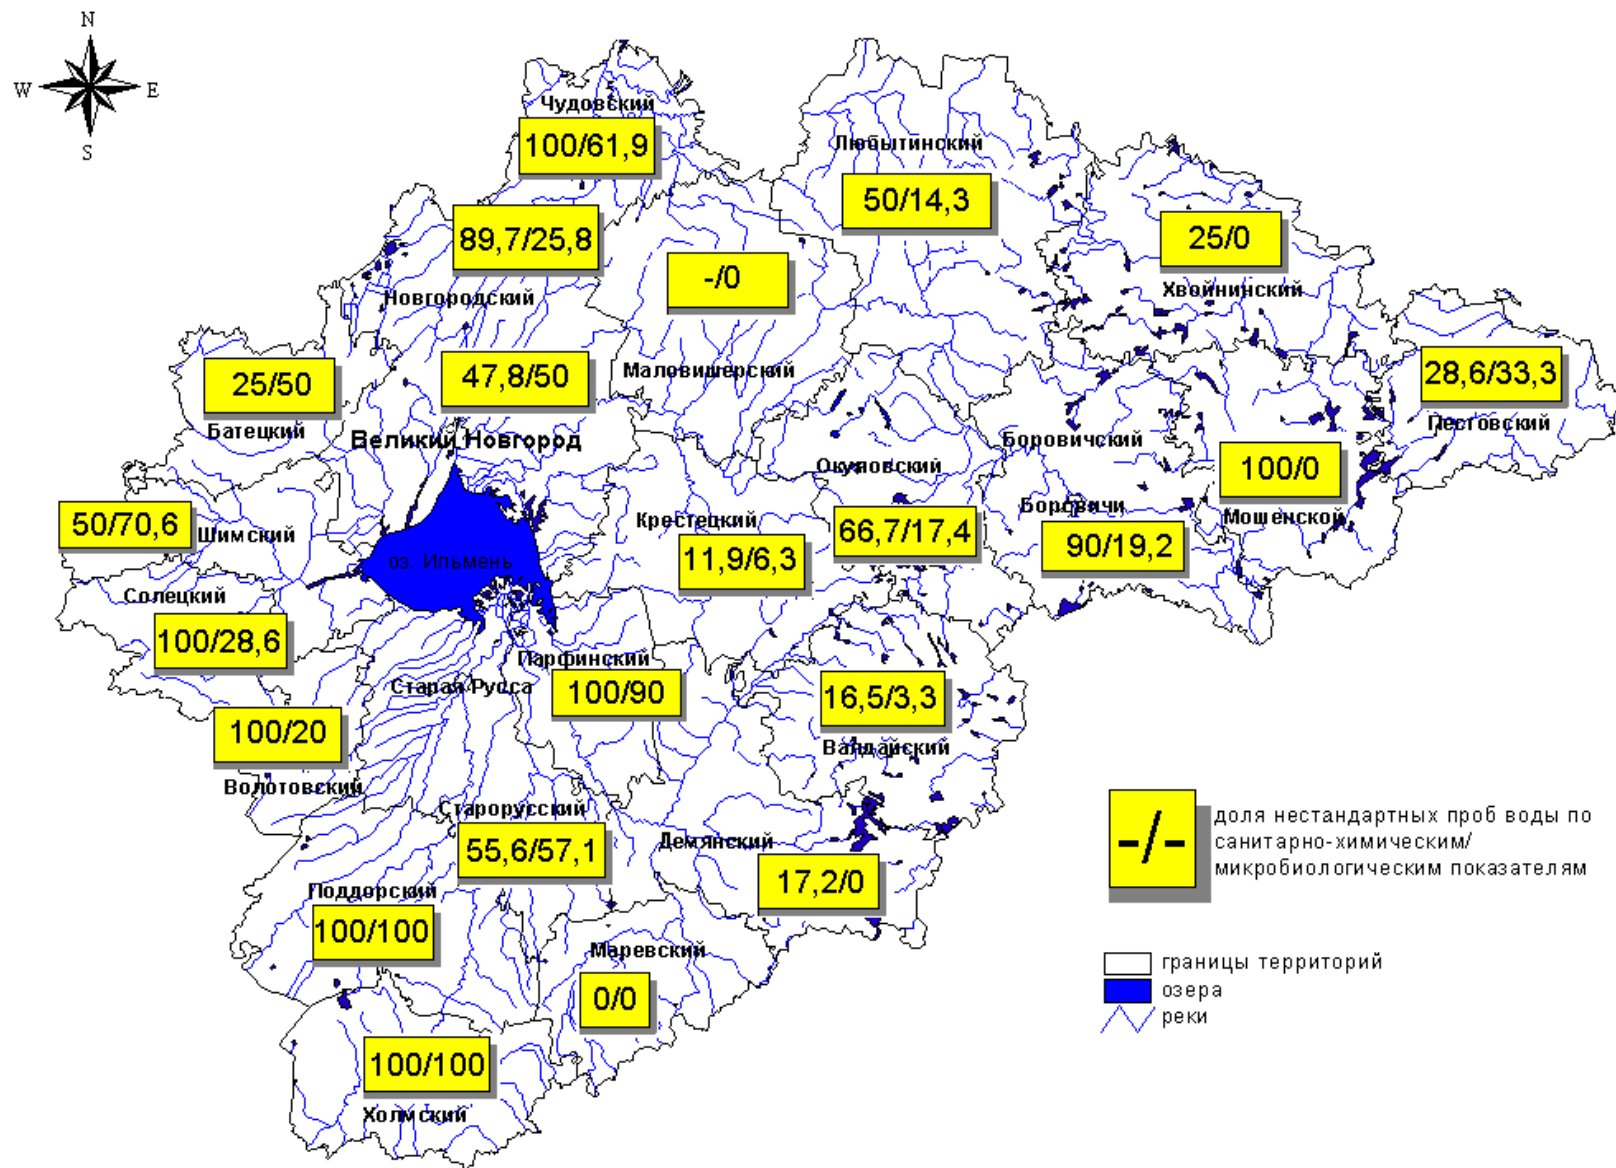 N
W
E
S
Чудовский
100/61,9
Любытинский
50/14,3
89,7/25,8
25/0
-/0
Новгородский
Хвойнинский
Маловишерский
47,8/50
25/50
28,6/33,3
Батецкий
Великий Новгород
Пестовский
Боровичский
Окуловский
100/0
50/70,6
Шимский
Крестецкий
66,7/17,4
Боровичи
Мошенской
11,9/6,3
90/19,2
оз. Ильмень
Солецкий
100/28,6
Парфинский
Старая Русса
100/90
16,5/3,3
100/20
Валдайский
Волотовский
Старорусский
55,6/57,1
Демянский
17,2/0
Поддорский
100/100
Маревский
0/0
100/100
Холмский
-/-
доля нестандартных проб воды по
санитарно-химическим/
микробиологическим показателям
границы территорий
озера
реки